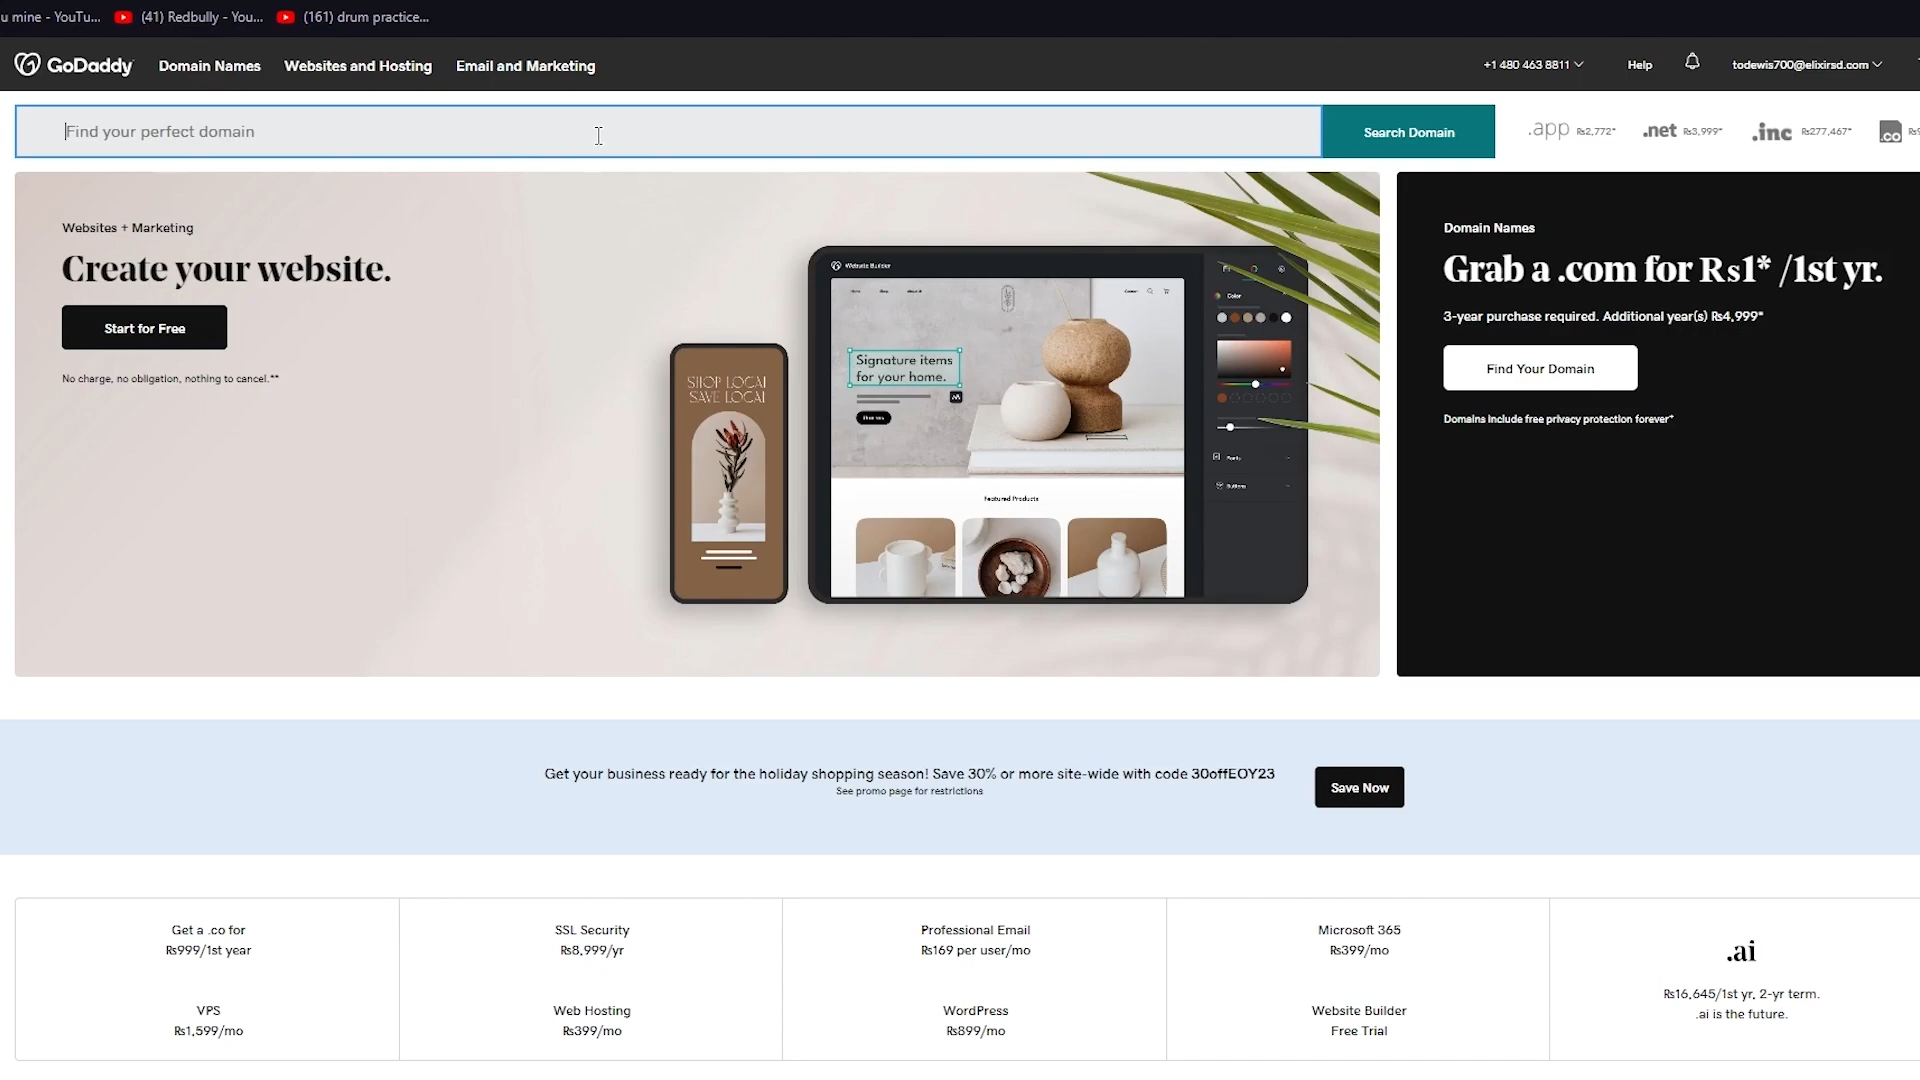 u mine - YouTu...
(41) Redbully - You...
(161) drum practice...
GoDaddy
Domain Names
Websites and Hosting
Email and Marketing
+1 480 463 8811
Help
todewis700@elixirsd.com
Find your perfect domain
Search Domain
.app Rs2,772*
.net Rs3,999*
.inc Rs277,467*
.co
Websites + Marketing
Create your website.
Start for Free
No charge, no obligation, nothing to cancel.**
Website Builder
Color
Signature items
for your home.
Fonts
Buttons
Featured Products
SHOP LOCAL
SAVE LOCAL
Domain Names
Grab a .com for Rs1* /1st yr.
3-year purchase required. Additional year(s) Rs4,999*
Find Your Domain
Domains include free privacy protection forever*
Get your business ready for the holiday shopping season! Save 30% or more site-wide with code 30offEOY23
See promo page for restrictions
Save Now
Get a .co for
Rs999/1st year
SSL Security
Rs8,999/yr
Professional Email
Rs169 per user/mo
Microsoft 365
Rs399/mo
.ai
Rs16,645/1st yr, 2-yr term.
.ai is the future.
VPS
Rs1,599/mo
Web Hosting
Rs399/mo
WordPress
Rs899/mo
Website Builder
Free Trial